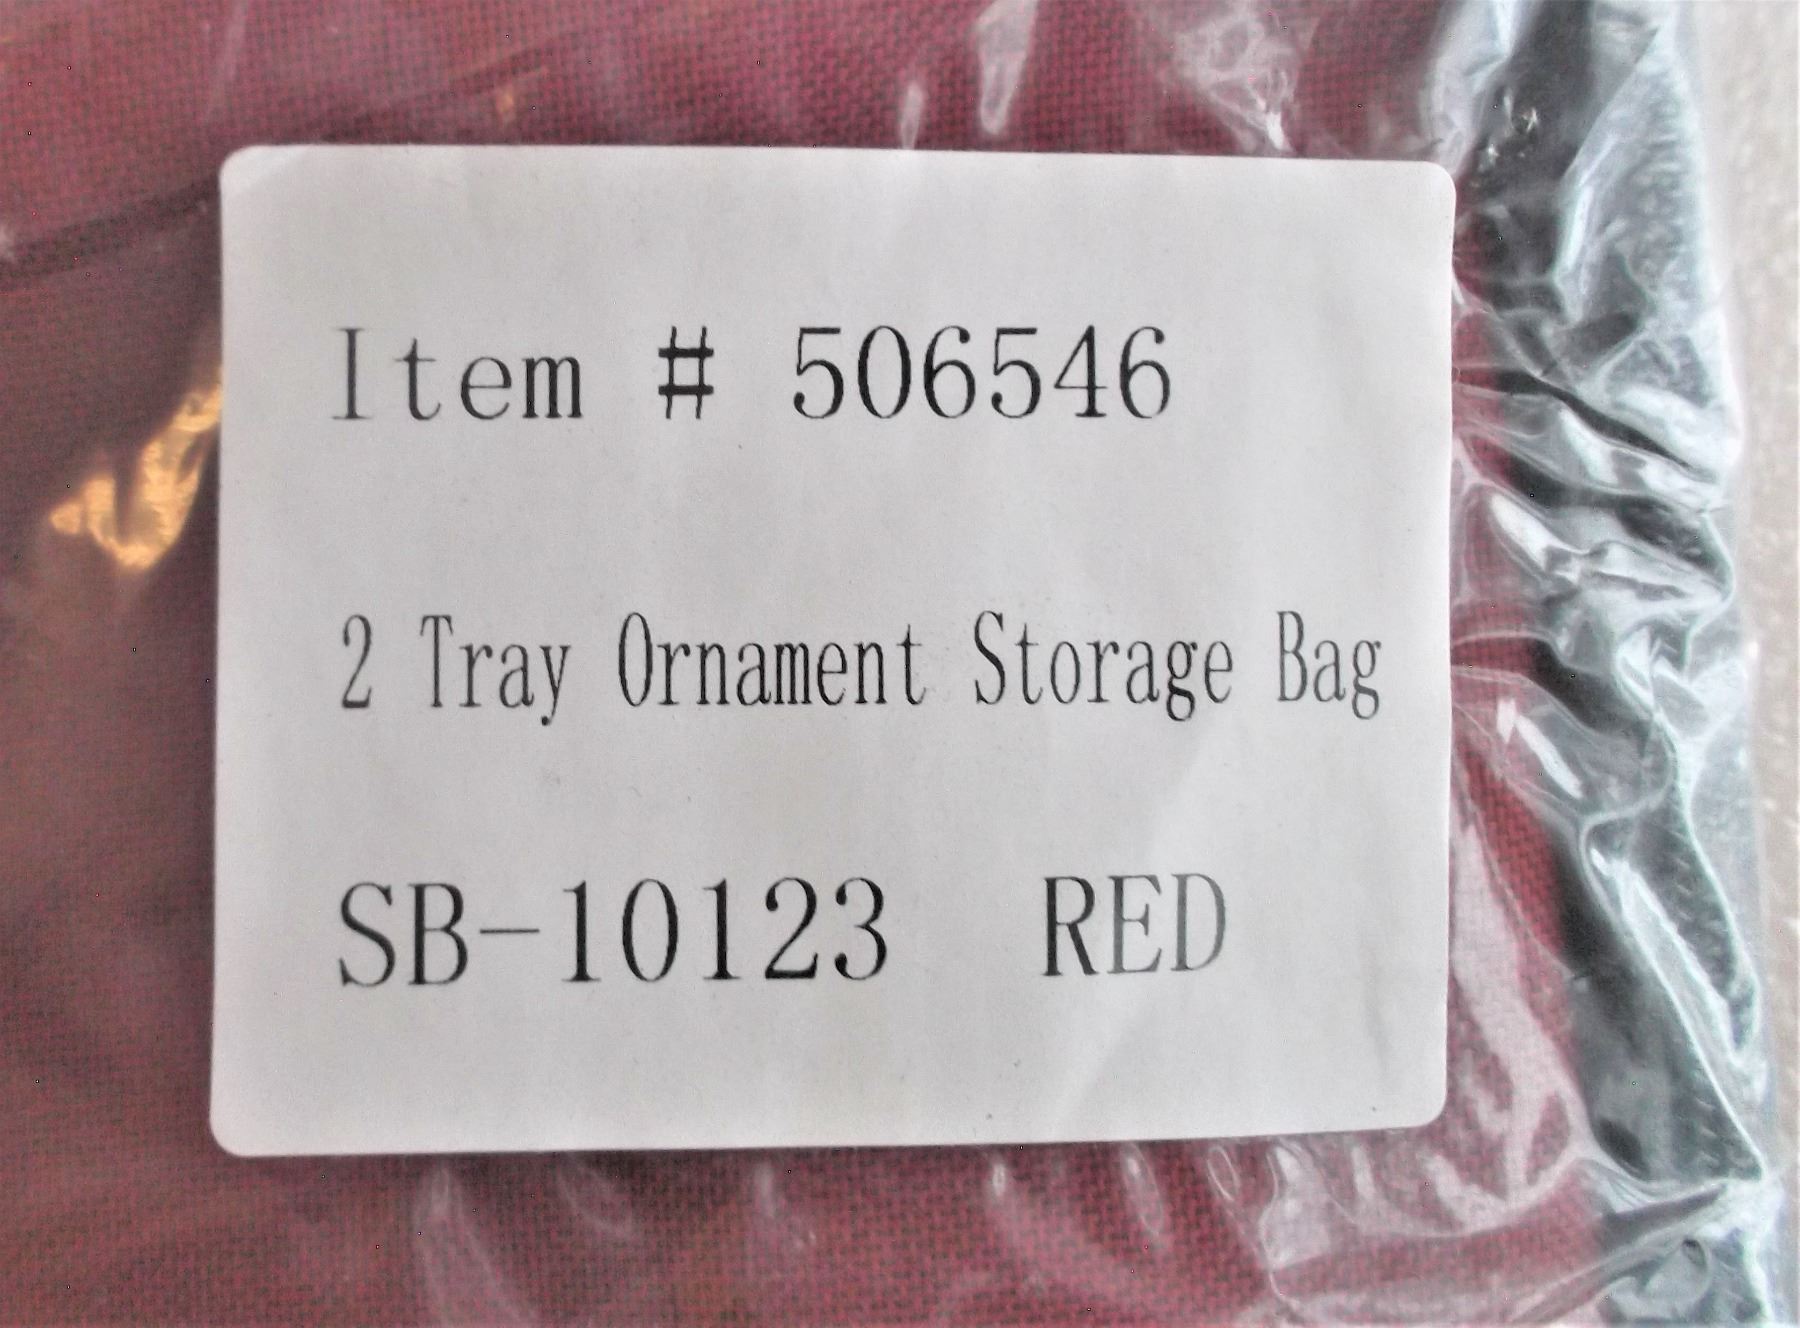 Item # 506546
2 Tray Ornament Storage Bag
SB-10123 RED